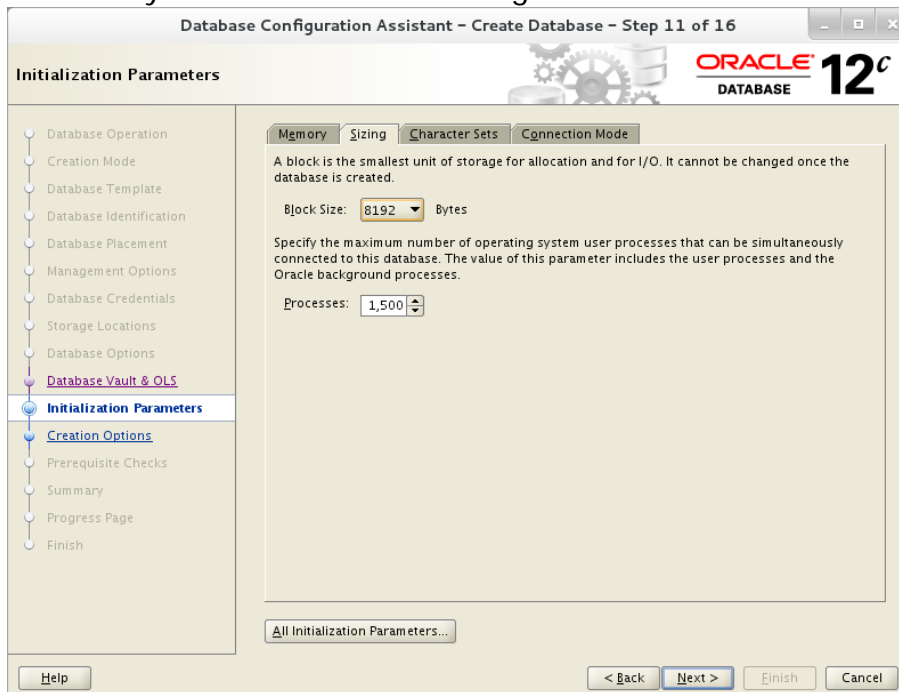 Database Configuration Assistant – Create Database – Step 11 of 16
Initialization Parameters
ORACLE
DATABASE
12c
Database Operation
Creation Mode
Database Template
Database Identification
Database Placement
Management Options
Database Credentials
Storage Locations
Database Options
Database Vault & OLS
Initialization Parameters
Creation Options
Prerequisite Checks
Summary
Progress Page
Finish
Memory Sizing Character Sets Connection Mode
A block is the smallest unit of storage for allocation and for I/O. It cannot be changed once the
database is created.
Block Size: 8192 Bytes
Specify the maximum number of operating system user processes that can be simultaneously
connected to this database. The value of this parameter includes the user processes and the
Oracle background processes.
Processes: 1,500
All Initialization Parameters...
Help < Back Next > Finish Cancel